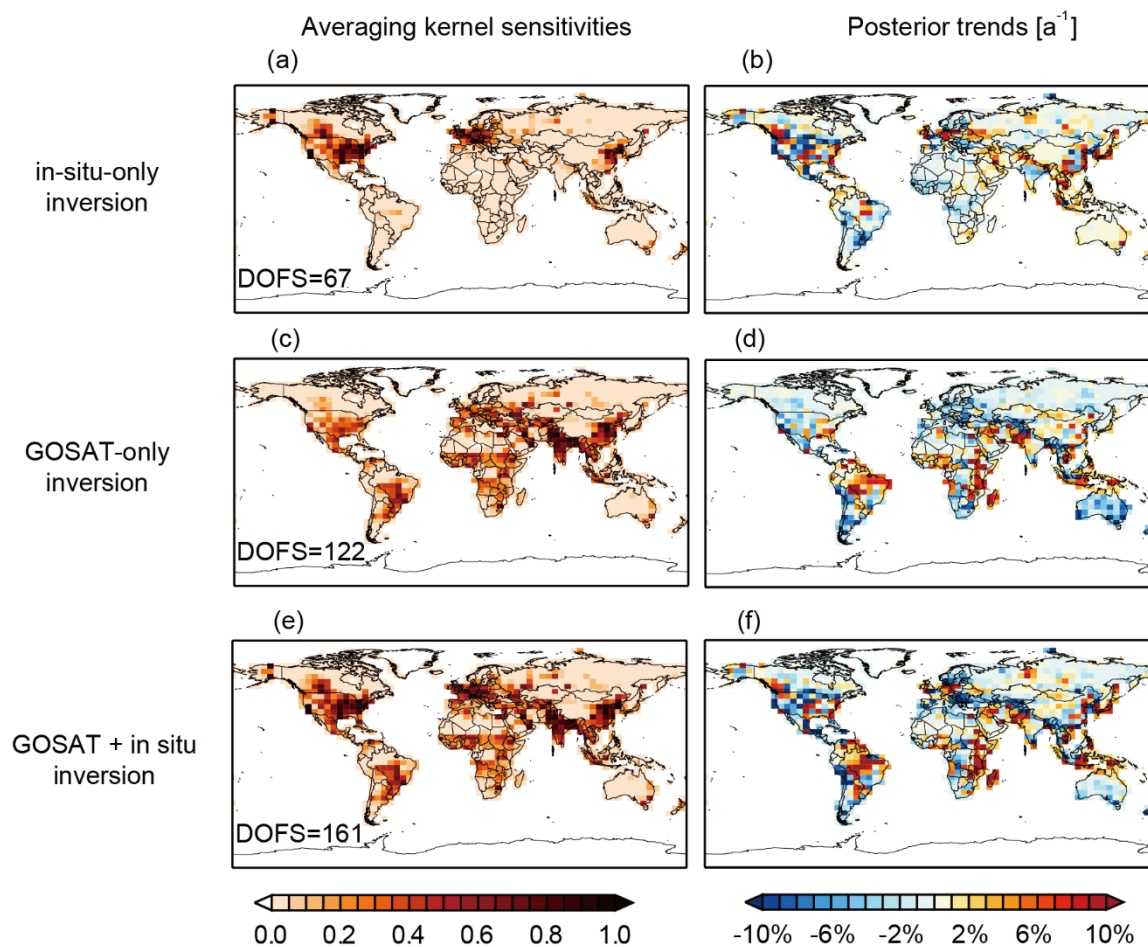 Averaging kernel sensitivities
Posterior trends [a⁻¹]
(a)
(b)
in-situ-only
inversion
DOFS=67
(c)
(d)
GOSAT-only
inversion
DOFS=122
(e)
(f)
GOSAT + in situ
inversion
DOFS=161
0.0 0.2 0.4 0.6 0.8 1.0
-10% -6% -2% 2% 6% 10%